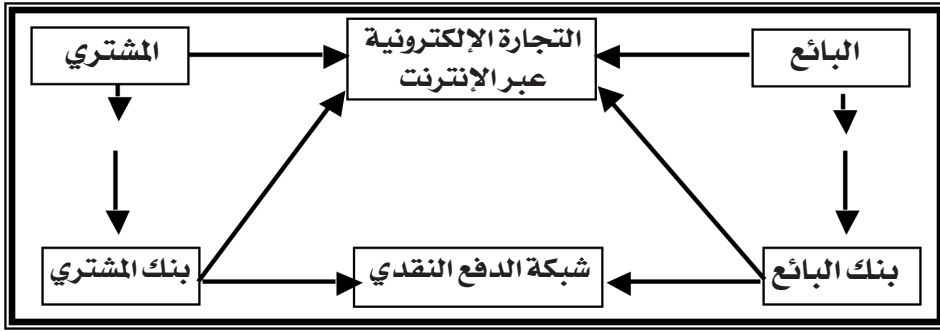 البائع
التجارة الإلكترونية
عبر الإنترنت
المشتري
بنك البائع
شبكة الدفع النقدي
بنك المشتري